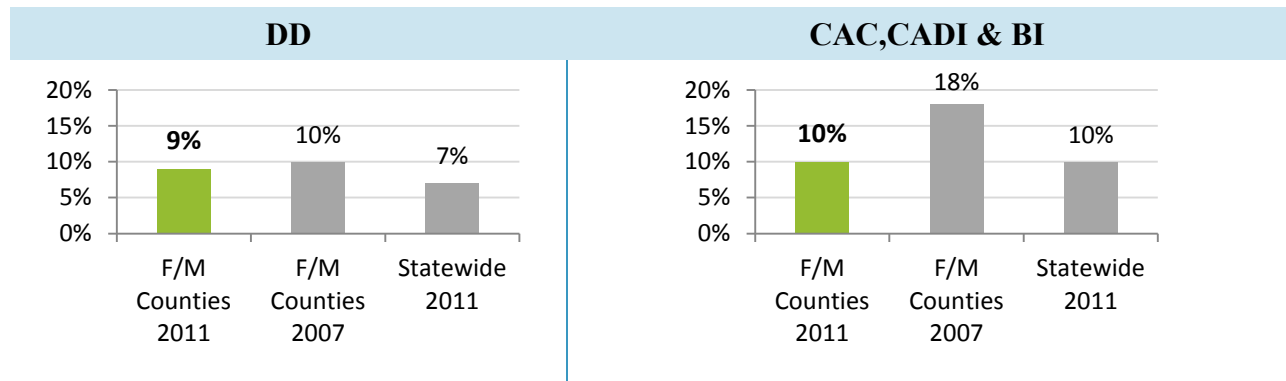 DD
CAC,CADI & BI
20%
15%
10%
5%
0%
9%
10%
7%
F/M
Counties
2011
F/M
Counties
2007
Statewide
2011
20%
15%
10%
5%
0%
10%
18%
10%
F/M
Counties
2011
F/M
Counties
2007
Statewide
2011